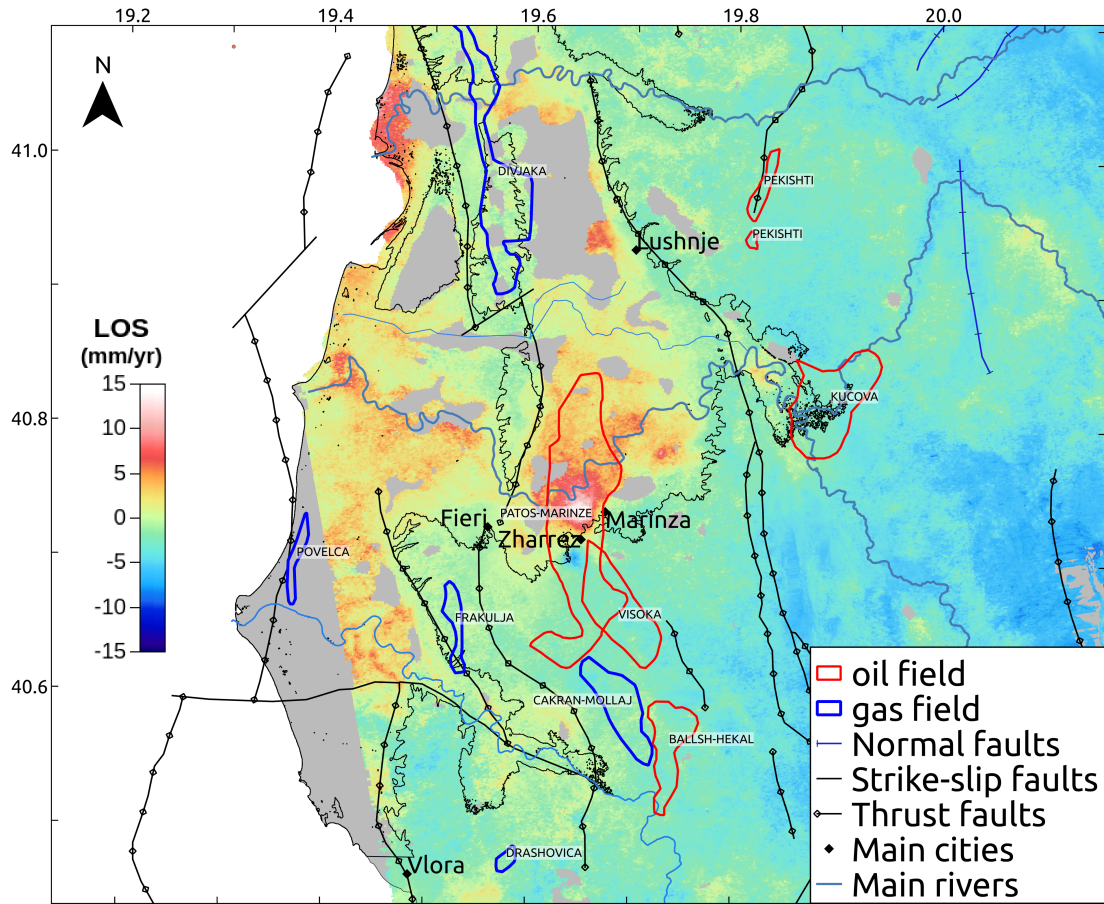 19.2 19.4 19.6 19.8 20.0
N
41.0
DIVJAKA
PEKISHTI
PEKISHTI
Lushnje
LOS
(mm/yr)
15
10
5
0
-5
-10
-15
40.8
KUCOVA
Fieri
PATOS-MARINZE
Marinza
Zharrez
POVELCA
FRAKULJA
VISOKA
40.6
CAKRAN-MOLLAJ
BALLSH-HEKAL
DRASHOVICA
Vlora
oil field
gas field
Normal faults
Strike-slip faults
Thrust faults
Main cities
Main rivers